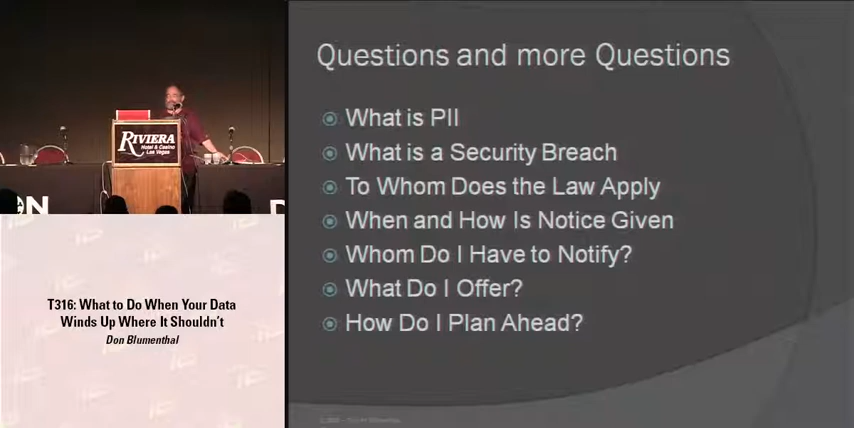 RIVIERA
Hotel & Casino
Las Vegas
ON
D
T316: What to Do When Your Data
Winds Up Where It Shouldn't
Don Blumenthal
Questions and more Questions
What is PII
What is a Security Breach
To Whom Does the Law Apply
When and How Is Notice Given
Whom Do I Have to Notify?
What Do I Offer?
How Do I Plan Ahead?